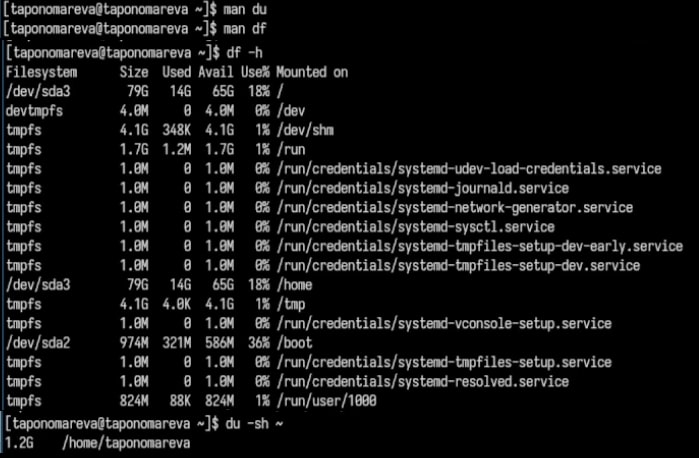 [taponomareva@taponomareva ~]$ man du
[taponomareva@taponomareva ~]$ man df
[taponomareva@taponomareva ~]$ df -h
Filesystem      Size  Used Avail Use% Mounted on
/dev/sda3        79G   14G   65G  18% /
devtmpfs        4.0M     0  4.0M   0% /dev
tmpfs           4.1G  348K  4.1G   1% /dev/shm
tmpfs           1.7G  1.2M  1.7G   1% /run
tmpfs           1.0M     0  1.0M   0% /run/credentials/systemd-udev-load-credentials.service
tmpfs           1.0M     0  1.0M   0% /run/credentials/systemd-journald.service
tmpfs           1.0M     0  1.0M   0% /run/credentials/systemd-network-generator.service
tmpfs           1.0M     0  1.0M   0% /run/credentials/systemd-sysctl.service
tmpfs           1.0M     0  1.0M   0% /run/credentials/systemd-tmpfiles-setup-dev-early.service
tmpfs           1.0M     0  1.0M   0% /run/credentials/systemd-tmpfiles-setup-dev.service
/dev/sda3        79G   14G   65G  18% /home
tmpfs           4.1G  4.0K  4.1G   1% /tmp
tmpfs           1.0M     0  1.0M   0% /run/credentials/systemd-vconsole-setup.service
/dev/sda2       974M  321M  586M  36% /boot
tmpfs           1.0M     0  1.0M   0% /run/credentials/systemd-tmpfiles-setup.service
tmpfs           1.0M     0  1.0M   0% /run/credentials/systemd-resolved.service
tmpfs           824M   88K  824M   1% /run/user/1000
[taponomareva@taponomareva ~]$ du -sh ~
1.2G    /home/taponomareva